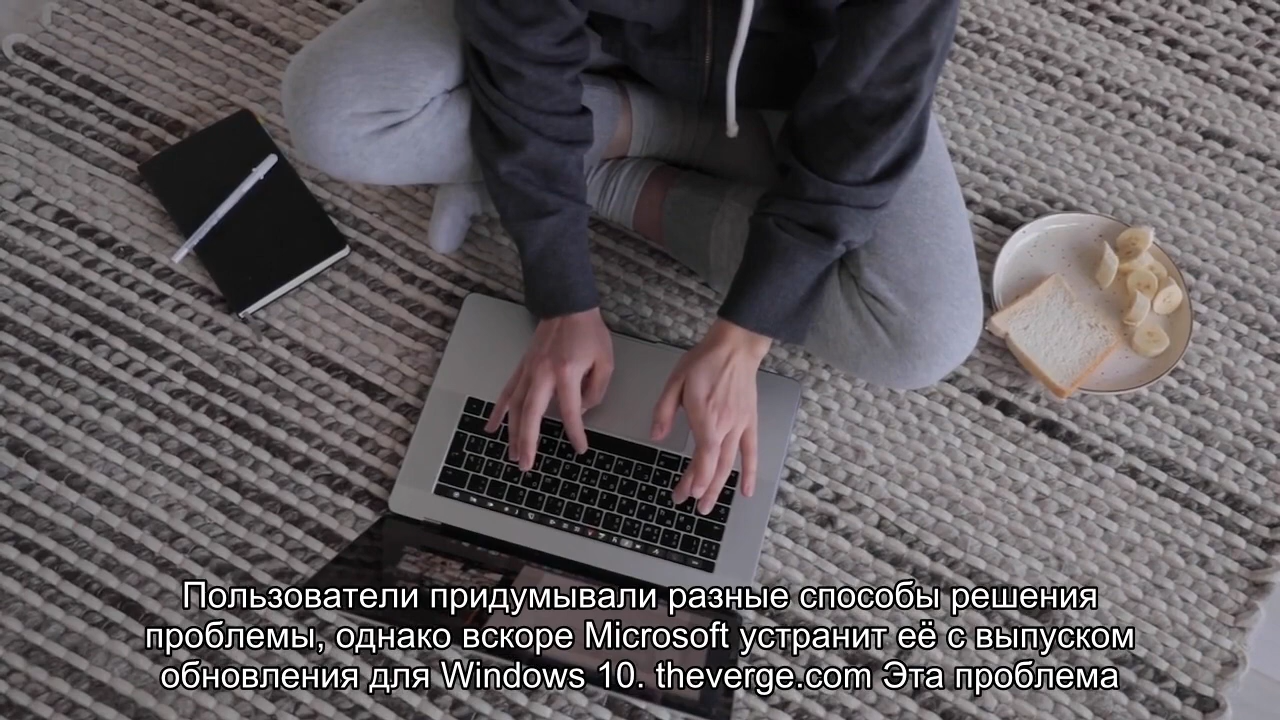 Пользователи придумывали разные способы решения
проблемы, однако вскоре Microsoft устранит её с выпуском
обновления для Windows 10. theverge.com Эта проблема